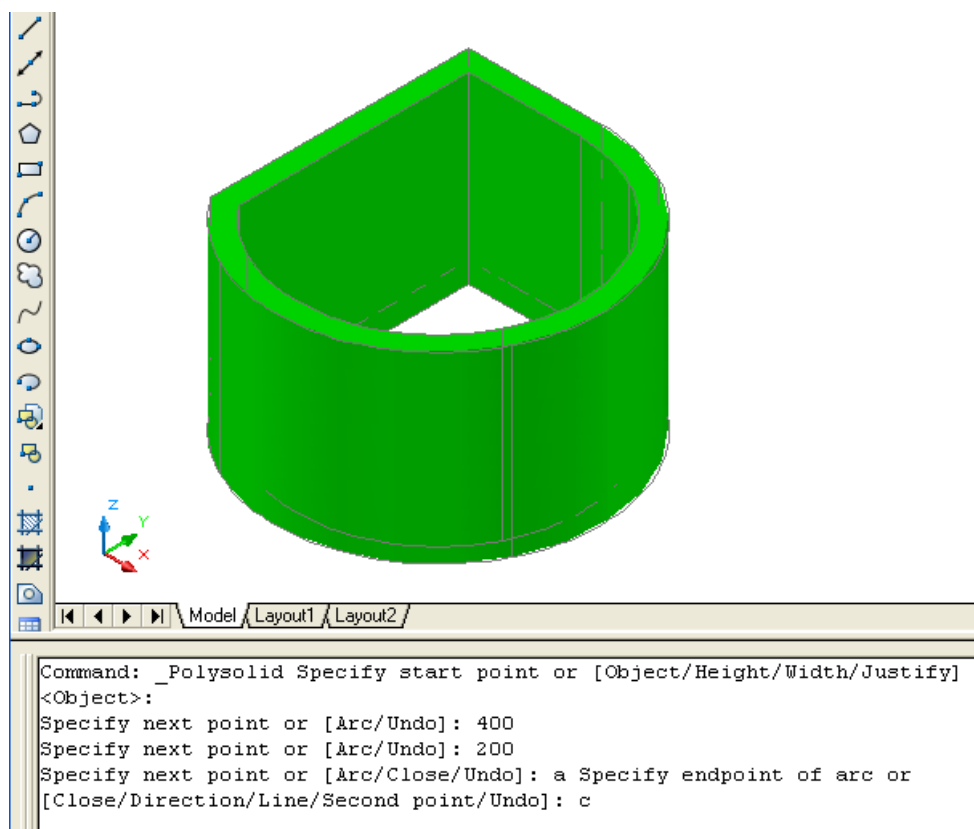 Z
Y
X
Model
Layout1
Layout2
Command: _Polysolid Specify start point or [Object/Height/Width/Justify]
<Object>:
Specify next point or [Arc/Undo]: 400
Specify next point or [Arc/Undo]: 200
Specify next point or [Arc/Close/Undo]: a Specify endpoint of arc or
[Close/Direction/Line/Second point/Undo]: c